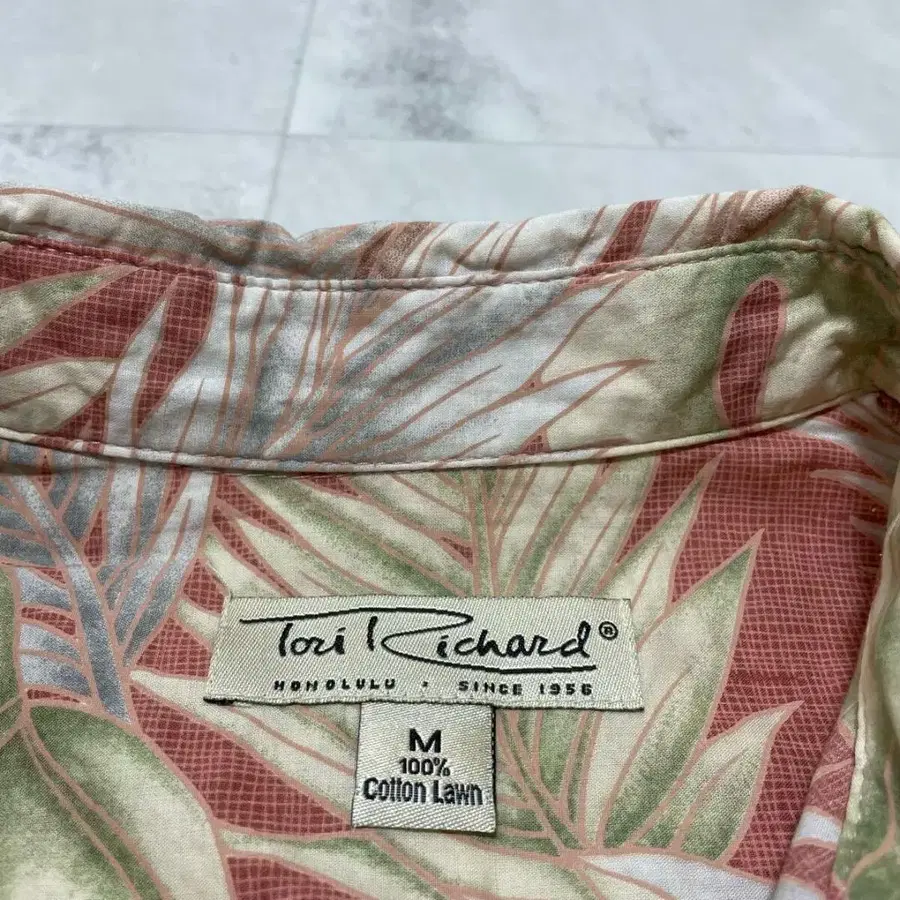 Tori Richard®
HONOLULU · SINCE 1956
M
100%
Cotton Lawn